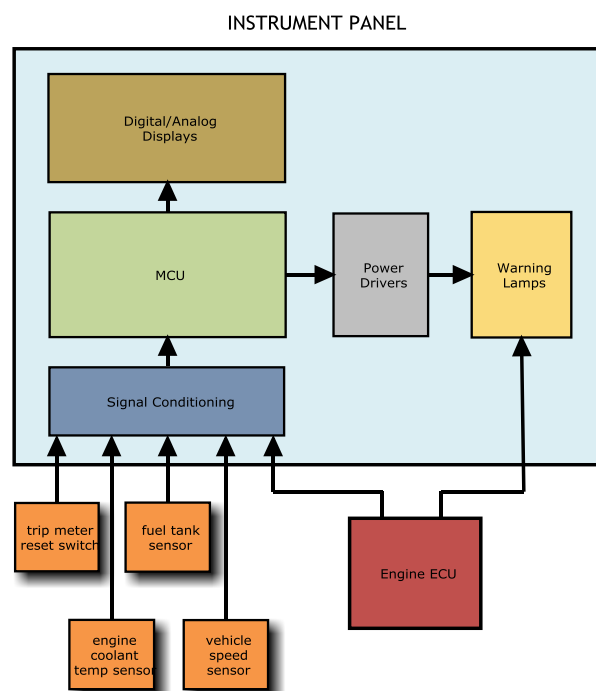 INSTRUMENT PANEL
Digital/Analog
Displays
MCU
Power
Drivers
Warning
Lamps
Signal Conditioning
trip meter
reset switch
fuel tank
sensor
Engine ECU
engine
coolant
temp sensor
vehicle
speed
sensor